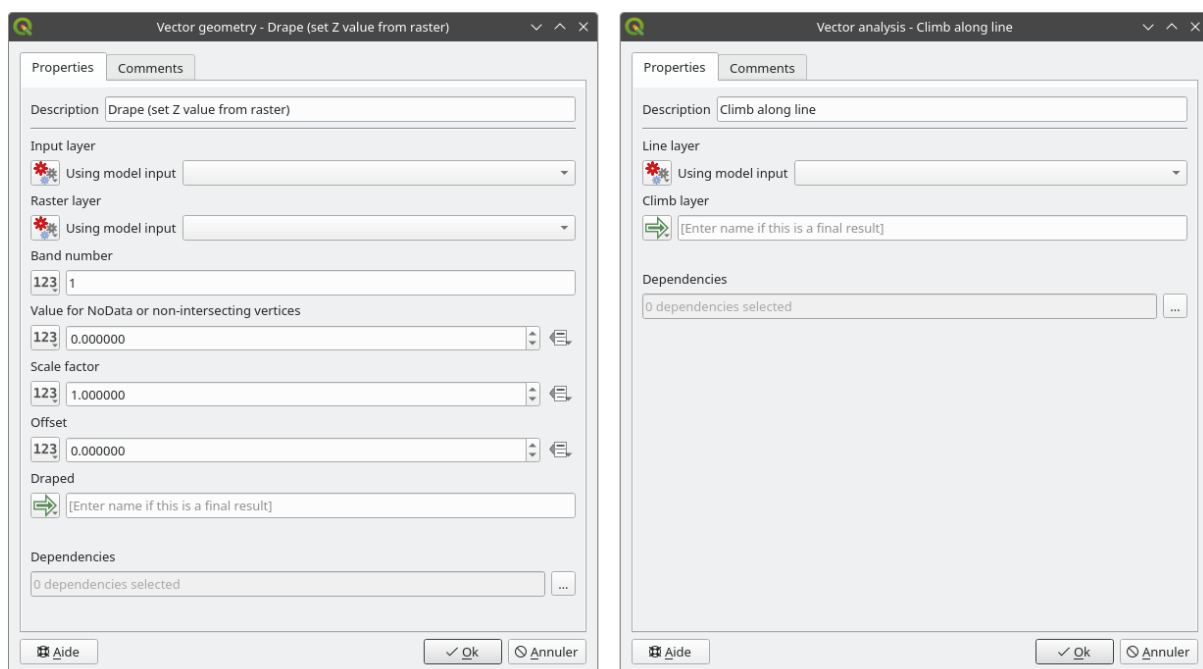 Vector geometry - Drape (set Z value from raster)
Properties
Comments
Description
Drape (set Z value from raster)
Input layer
Using model input
Raster layer
Using model input
Band number
123
1
Value for NoData or non-intersecting vertices
123
0.000000
Scale factor
123
1.000000
Offset
123
0.000000
Draped
[Enter name if this is a final result]
Dependencies
0 dependencies selected
...
Aide
Ok
Annuler
Vector analysis - Climb along line
Properties
Comments
Description
Climb along line
Line layer
Using model input
Climb layer
[Enter name if this is a final result]
Dependencies
0 dependencies selected
...
Aide
Ok
Annuler